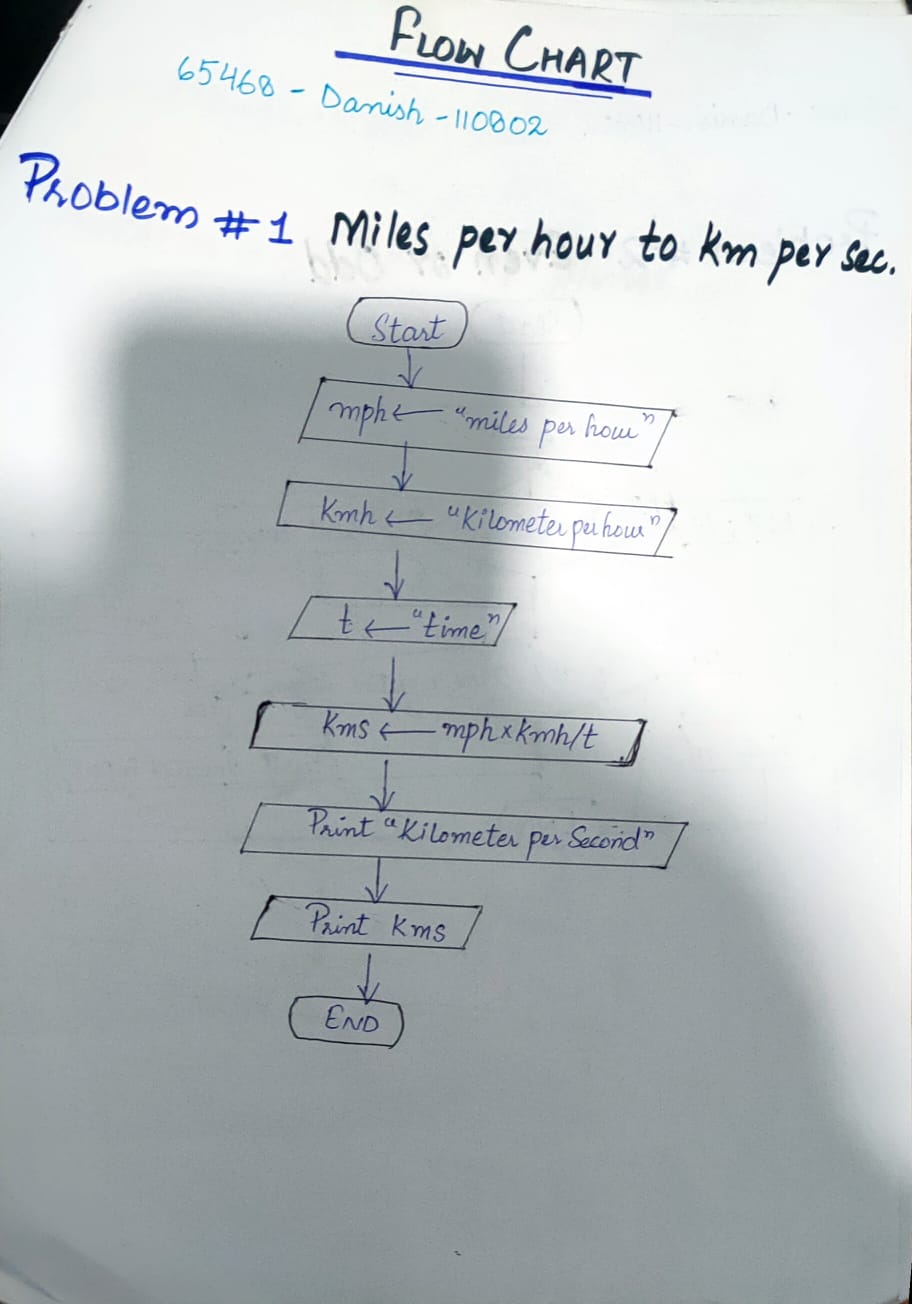 FLOW CHART
65468 - Danish - 110802
Problem #1 Miles per hour to Km per sec.
Start
mph ← "miles per hour"
Kmh ← "Kilometer per hour"
t ← "time"
Kms ← mph x kmh/t
Print "Kilometer per Second"
Print Kms
END